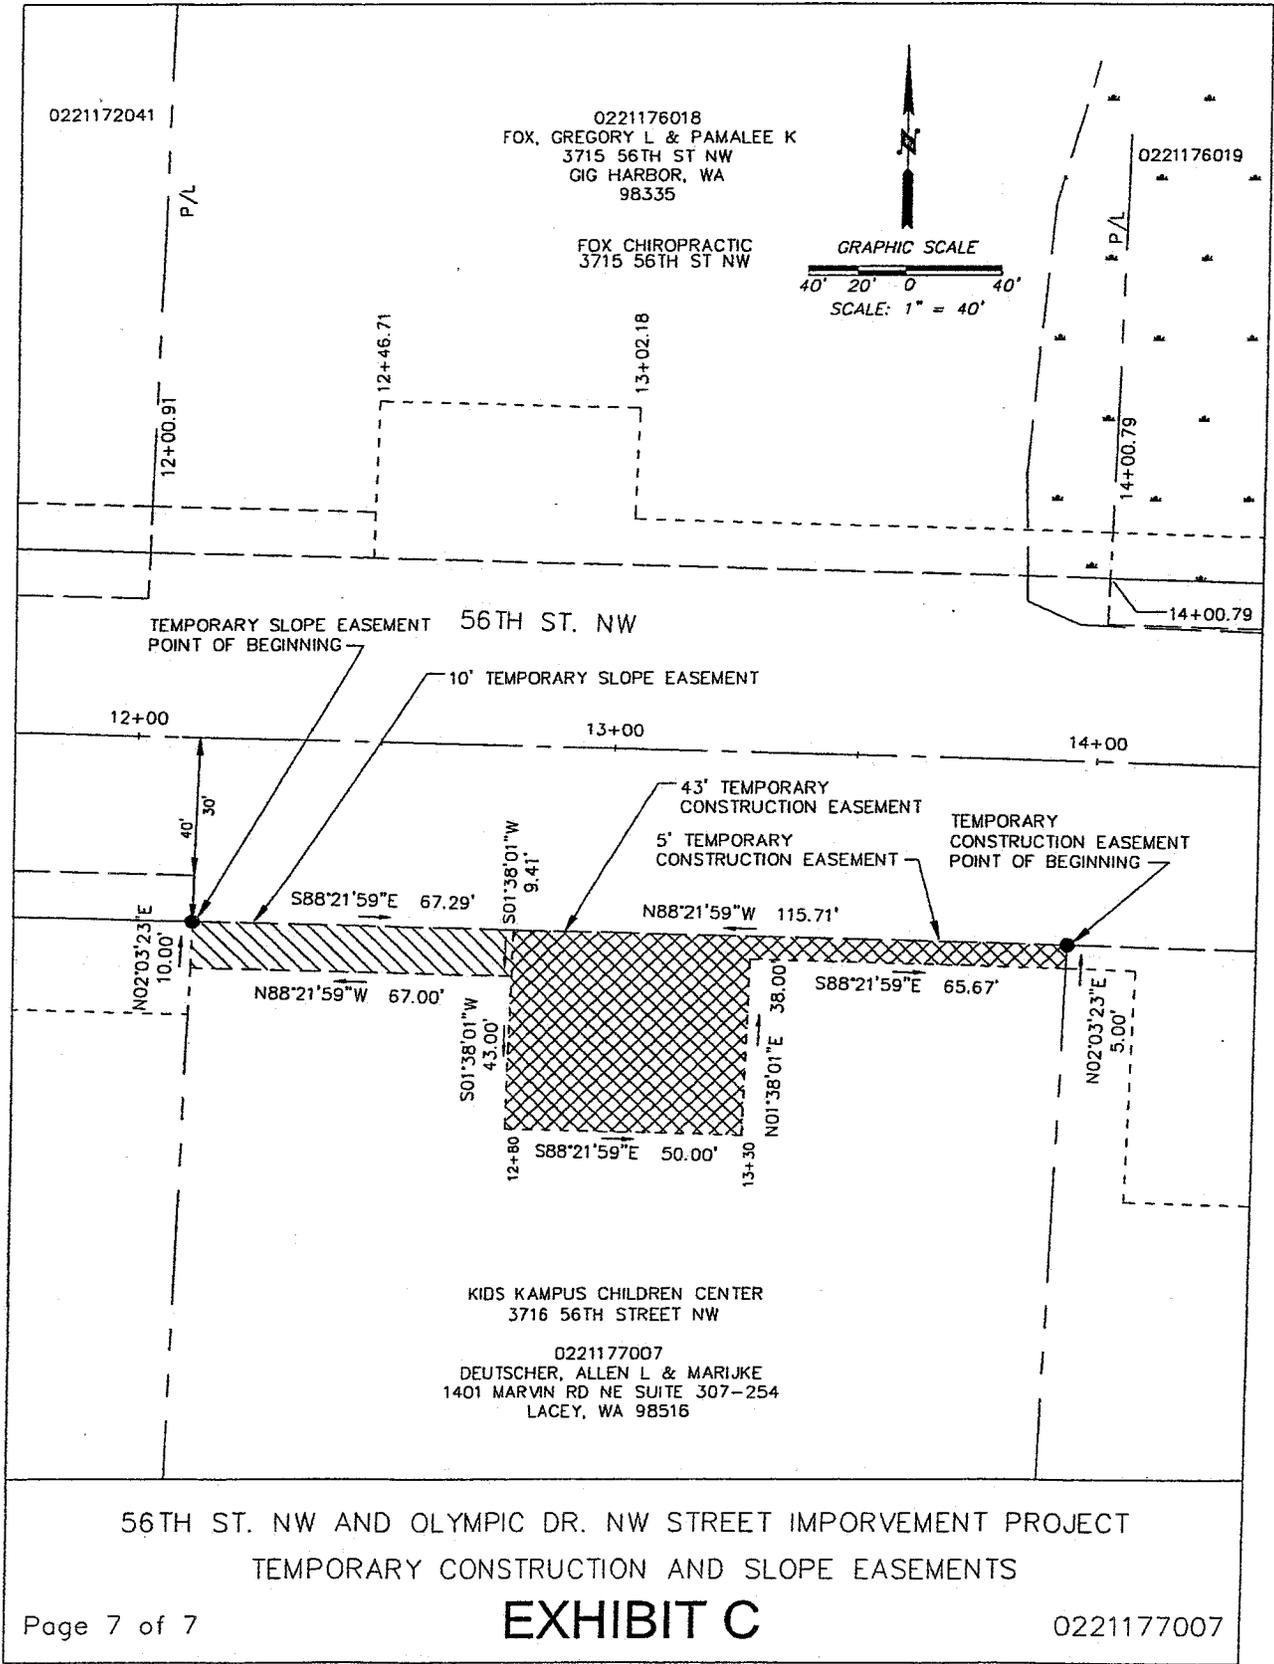 0221172041
P/L
0221176018
FOX, GREGORY L & PAMALEE K
3715 56TH ST NW
GIG HARBOR, WA
98335
FOX CHIROPRACTIC
3715 56TH ST NW
N
GRAPHIC SCALE
40' 20' 0 40'
SCALE: 1" = 40'
0221176019
P/L
12+00.91
12+46.71
13+02.18
14+00.79
14+00.79
56TH ST. NW
TEMPORARY SLOPE EASEMENT
POINT OF BEGINNING
10' TEMPORARY SLOPE EASEMENT
12+00
13+00
14+00
40'
30'
43' TEMPORARY
CONSTRUCTION EASEMENT
5' TEMPORARY
CONSTRUCTION EASEMENT
TEMPORARY
CONSTRUCTION EASEMENT
POINT OF BEGINNING
S88°21'59"E 67.29'
S01°38'01"W
9.41'
N88°21'59"W 115.71'
N02°03'23"E
10.00'
N88°21'59"W 67.00'
S01°38'01"W
43.00'
N01°38'01"E 38.00'
S88°21'59"E 65.67'
N02°03'23"E
5.00'
12+80
S88°21'59"E 50.00'
13+30
KIDS KAMPUS CHILDREN CENTER
3716 56TH STREET NW
0221177007
DEUTSCHER, ALLEN L & MARIJKE
1401 MARVIN RD NE SUITE 307-254
LACEY, WA 98516
56TH ST. NW AND OLYMPIC DR. NW STREET IMPORVEMENT PROJECT
TEMPORARY CONSTRUCTION AND SLOPE EASEMENTS
Page 7 of 7
EXHIBIT C
0221177007